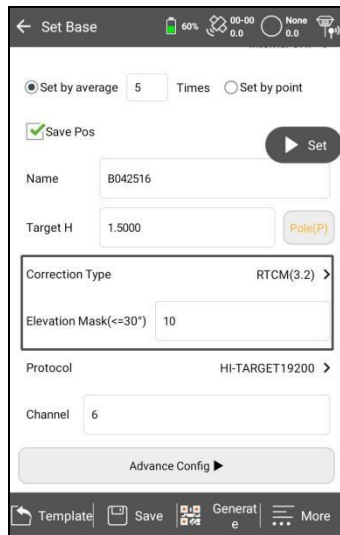 ← Set Base 60% 00-00 0.0 None 0.0
Set by average 5 Times Set by point
Save Pos
Set
Name B042516
Target H 1.5000 Pole(P)
Correction Type RTCM(3.2) >
Elevation Mask(<=30°) 10
Protocol HI-TARGET19200 >
Channel 6
Advance Config ▶
Template Save Generat
e More